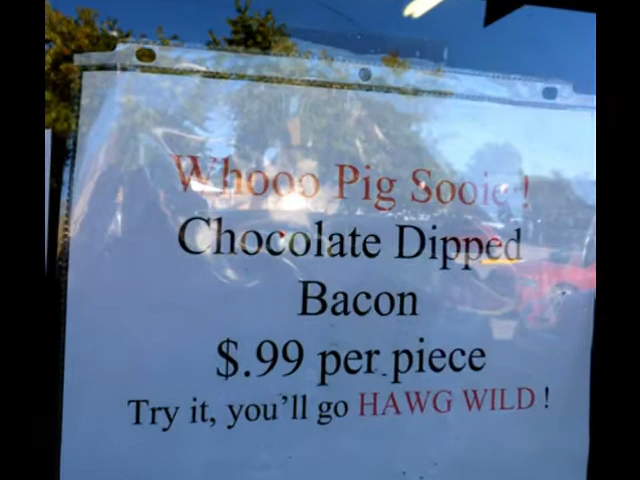 Whooo Pig Sooie !
Chocolate Dipped
Bacon
$.99 per piece
Try it, you'll go HAWG WILD !